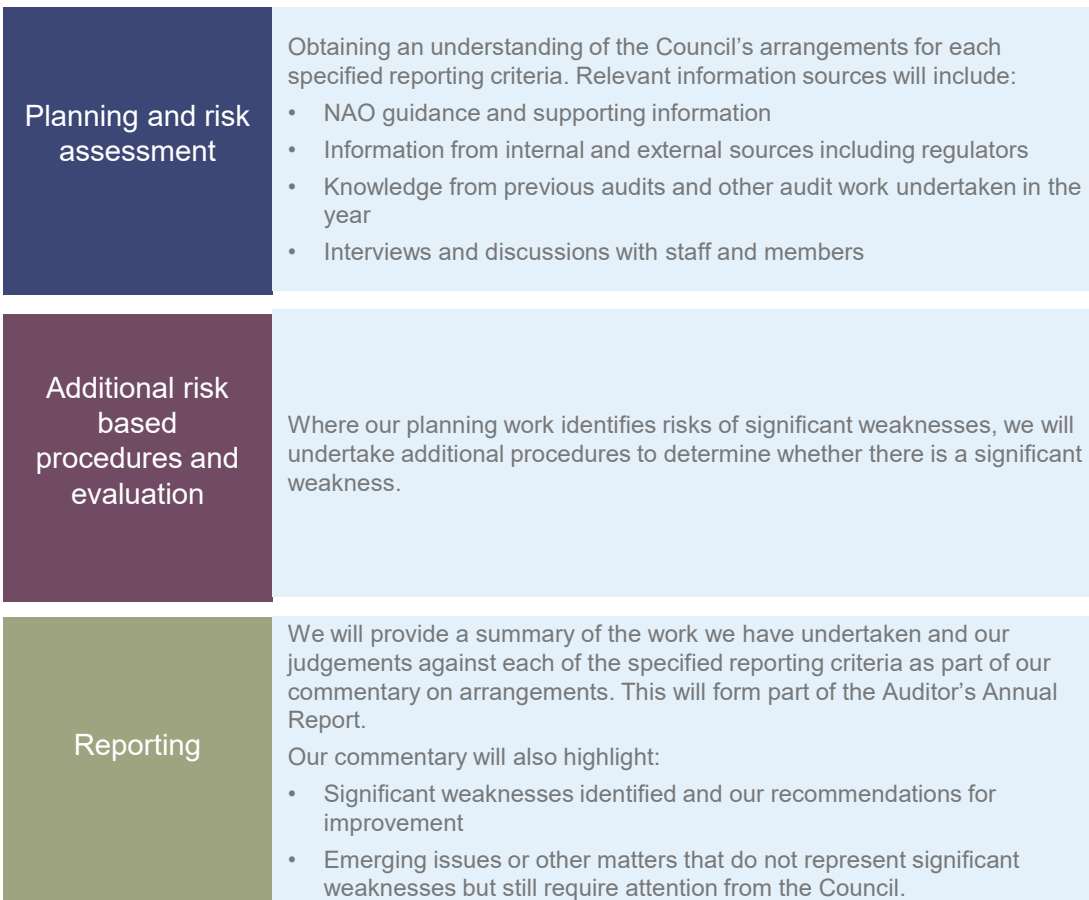 Planning and risk
assessment
Obtaining an understanding of the Council’s arrangements for each
specified reporting criteria. Relevant information sources will include:
• NAO guidance and supporting information
• Information from internal and external sources including regulators
• Knowledge from previous audits and other audit work undertaken in the
year
• Interviews and discussions with staff and members
Additional risk
based
procedures and
evaluation
Where our planning work identifies risks of significant weaknesses, we will
undertake additional procedures to determine whether there is a significant
weakness.
Reporting
We will provide a summary of the work we have undertaken and our
judgements against each of the specified reporting criteria as part of our
commentary on arrangements. This will form part of the Auditor’s Annual
Report.
Our commentary will also highlight:
• Significant weaknesses identified and our recommendations for
improvement
• Emerging issues or other matters that do not represent significant
weaknesses but still require attention from the Council.